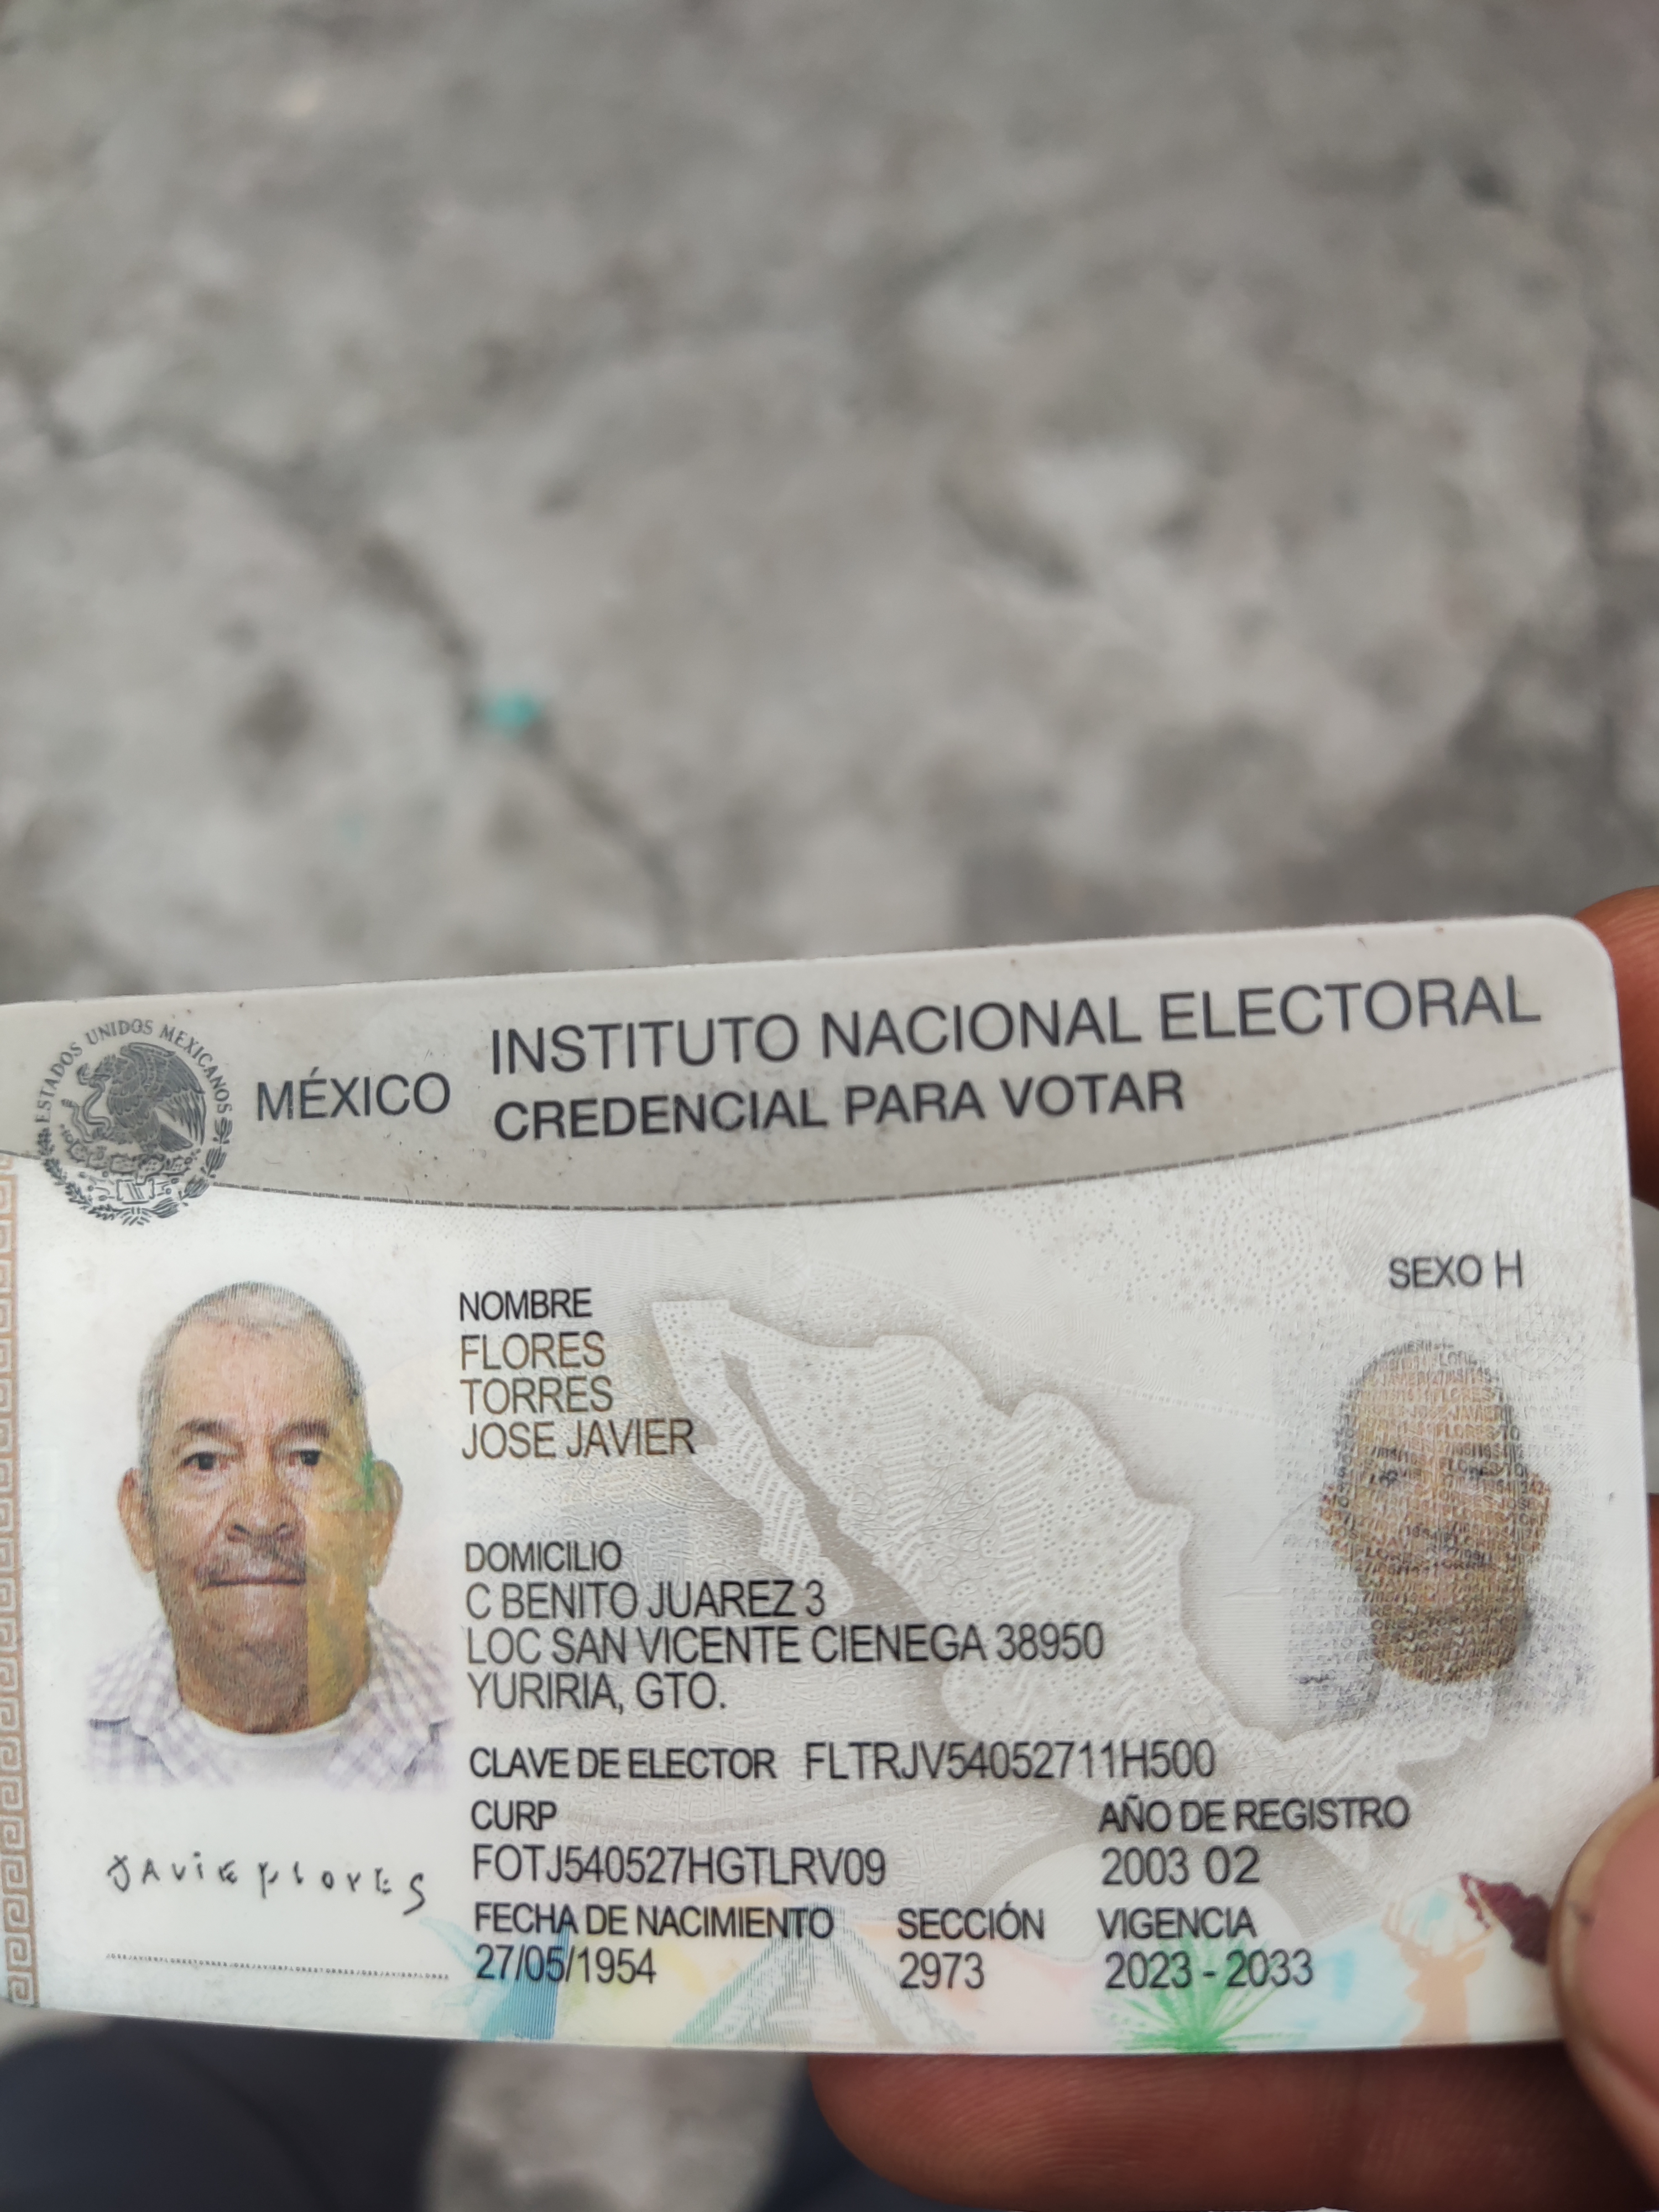 ESTADOS UNIDOS MEXICANOS
MÉXICO
INSTITUTO NACIONAL ELECTORAL
CREDENCIAL PARA VOTAR
SEXO H
NOMBRE
FLORES
TORRES
JOSE JAVIER
DOMICILIO
C BENITO JUAREZ 3
LOC SAN VICENTE CIENEGA 38950
YURIRIA, GTO.
CLAVE DE ELECTOR FLTRJV54052711H500
CURP
FOTJ540527HGTLRV09
AÑO DE REGISTRO
2003 02
FECHA DE NACIMIENTO
27/05/1954
SECCIÓN
2973
VIGENCIA
2023 - 2033
JAVIE FLORES